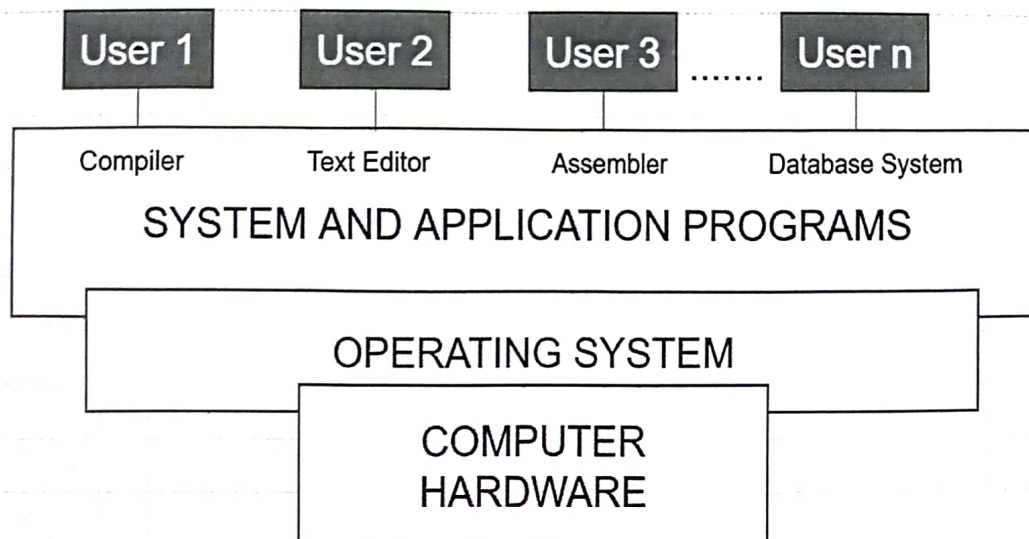 User 1 User 2 User 3 ....... User n
Compiler Text Editor Assembler Database System
SYSTEM AND APPLICATION PROGRAMS
OPERATING SYSTEM
COMPUTER
HARDWARE